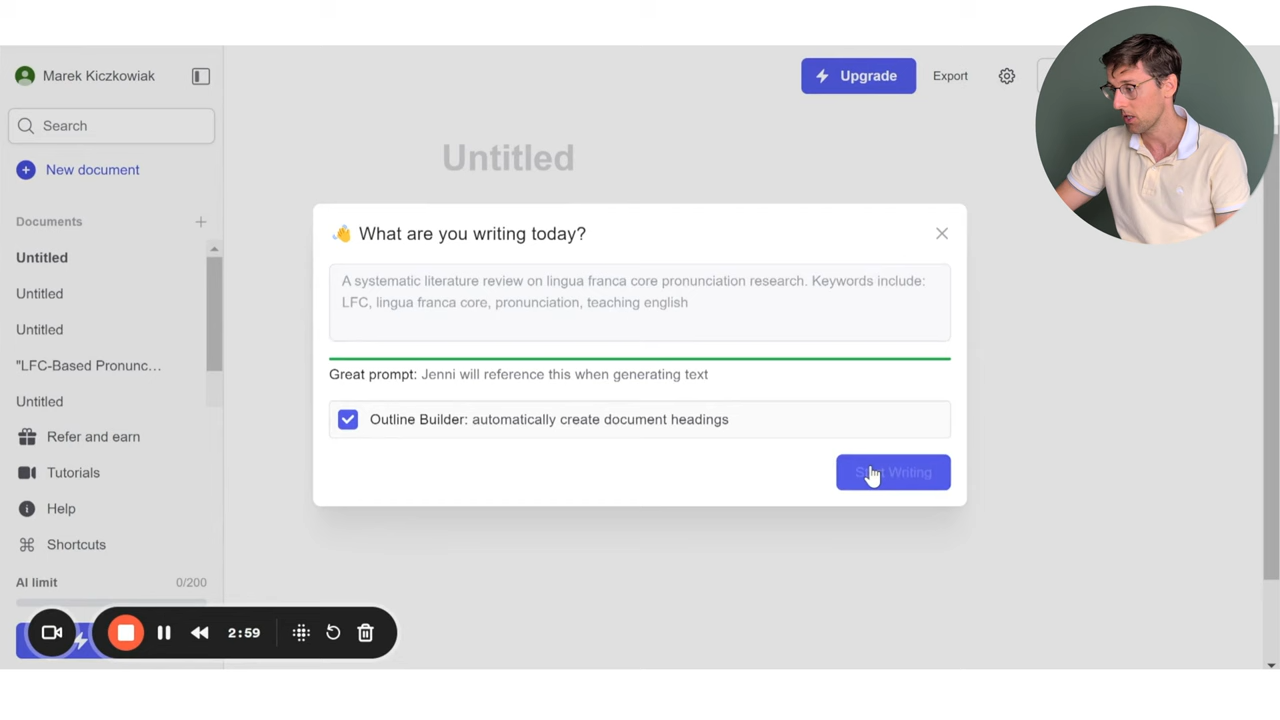 Marek Kiczkowiak
Search
New document
Documents
Untitled
Untitled
Untitled
"LFC-Based Pronunc...
Untitled
Refer and earn
Tutorials
Help
Shortcuts
AI limit 0/200
2:59
Upgrade
Export
Untitled
👋 What are you writing today?
A systematic literature review on lingua franca core pronunciation research. Keywords include:
LFC, lingua franca core, pronunciation, teaching english
Great prompt: Jenni will reference this when generating text
Outline Builder: automatically create document headings
Start Writing